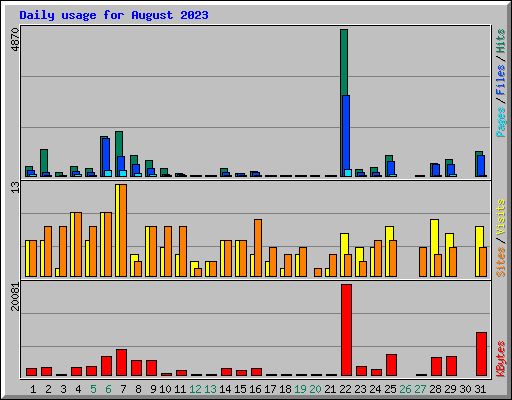 Daily usage for August 2023
4870
Pages / Files / Hits
13
Sites / Visits
20081
KBytes
1 2 3 4 5 6 7 8 9 10 11 12 13 14 15 16 17 18 19 20 21 22 23 24 25 26 27 28 29 30 31